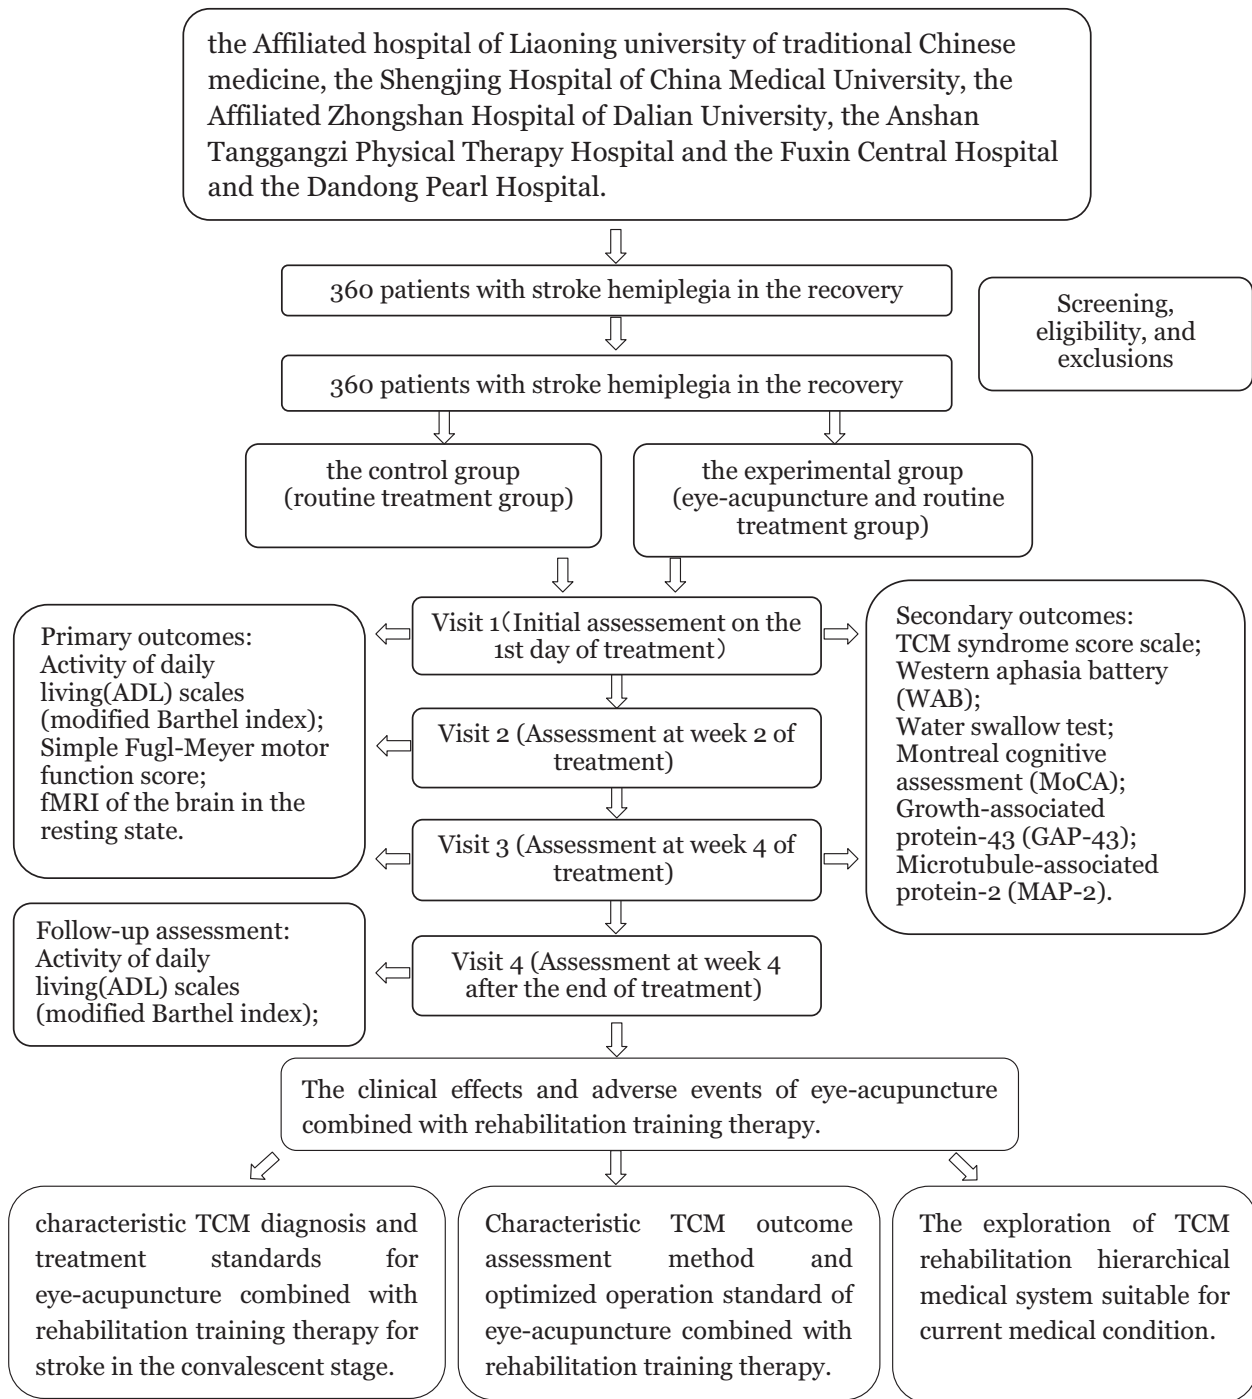 the Affiliated hospital of Liaoning university of traditional Chinese
medicine, the Shengjing Hospital of China Medical University, the
Affiliated Zhongshan Hospital of Dalian University, the Anshan
Tanggangzi Physical Therapy Hospital and the Fuxin Central Hospital
and the Dandong Pearl Hospital.
360 patients with stroke hemiplegia in the recovery
Screening,
eligibility, and
exclusions
360 patients with stroke hemiplegia in the recovery
the control group
(routine treatment group)
the experimental group
(eye-acupuncture and routine
treatment group)
Primary outcomes:
Activity of daily
living(ADL) scales
(modified Barthel index);
Simple Fugl-Meyer motor
function score;
fMRI of the brain in the
resting state.
Visit 1(Initial assessement on the
1st day of treatment)
Visit 2 (Assessment at week 2 of
treatment)
Visit 3 (Assessment at week 4 of
treatment)
Secondary outcomes:
TCM syndrome score scale;
Western aphasia battery
(WAB);
Water swallow test;
Montreal cognitive
assessment (MoCA);
Growth-associated
protein-43 (GAP-43);
Microtubule-associated
protein-2 (MAP-2).
Follow-up assessment:
Activity of daily
living(ADL) scales
(modified Barthel index);
Visit 4 (Assessment at week 4
after the end of treatment)
The clinical effects and adverse events of eye-acupuncture
combined with rehabilitation training therapy.
characteristic TCM diagnosis and
treatment standards for
eye-acupuncture combined with
rehabilitation training therapy for
stroke in the convalescent stage.
Characteristic TCM outcome
assessment method and
optimized operation standard of
eye-acupuncture combined with
rehabilitation training therapy.
The exploration of TCM
rehabilitation hierarchical
medical system suitable for
current medical condition.